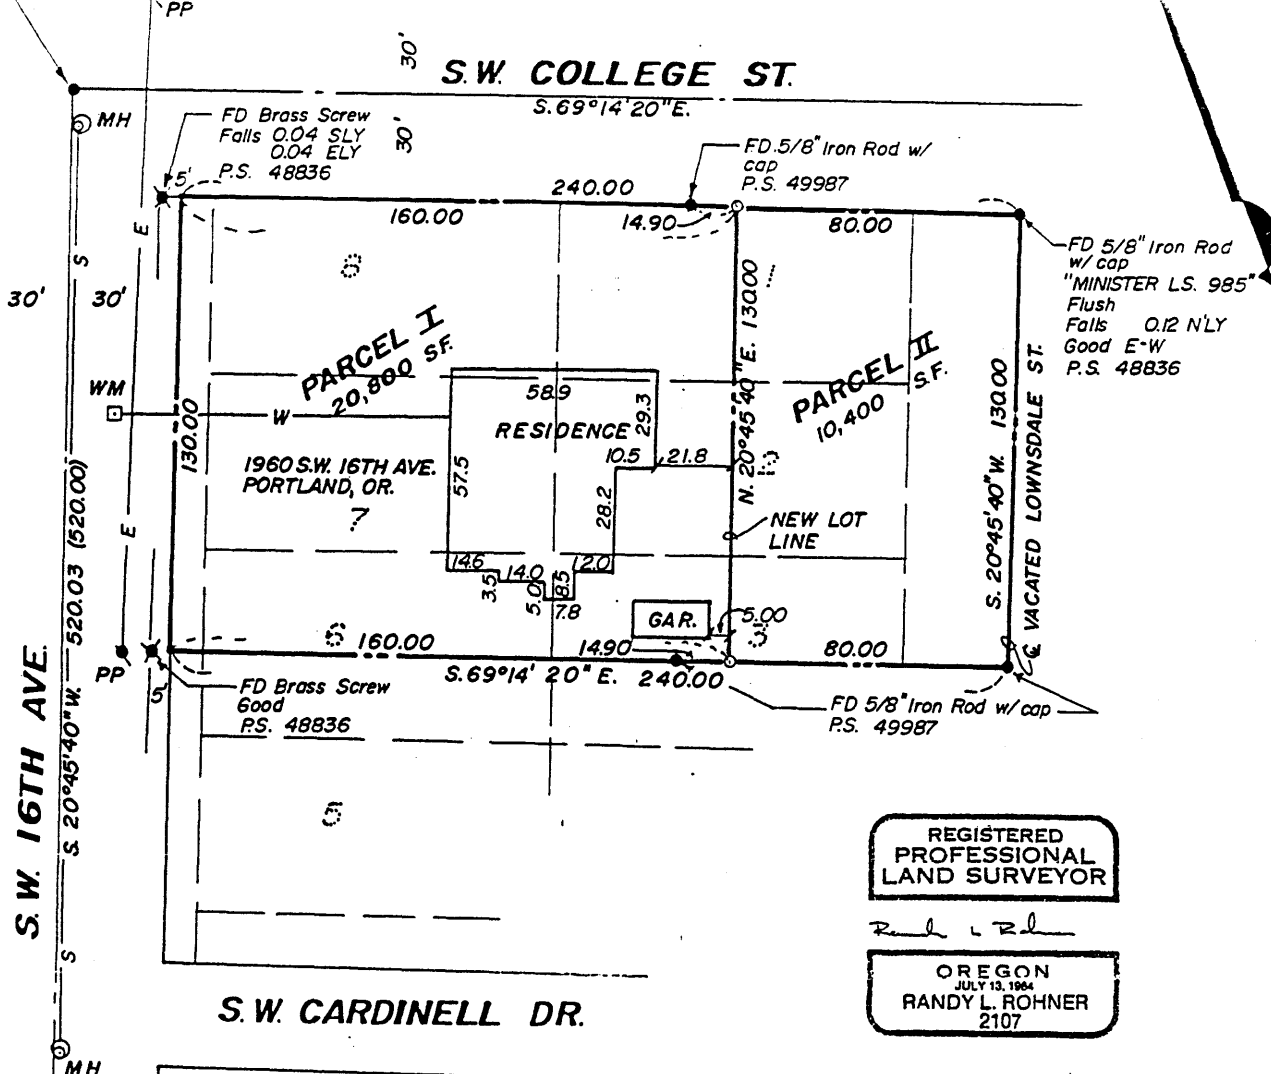 PP
30'
S.W. COLLEGE ST.
S. 69°14'20"E.
MH
30'
FD Brass Screw
Falls 0.04 SLY
0.04 ELY
P.S. 48836
5'
FD. 5/8" Iron Rod w/
cap
P.S. 49987
240.00
160.00
14.90
80.00
E
S
30'
30'
FD 5/8" Iron Rod
w/ cap
"MINISTER LS. 985"
Flush
Falls 0.12 N'LY
Good E-W
P.S. 48836
PARCEL I
20,800 S.F.
PARCEL II
10,400 S.F.
N. 20°45'40"E. 130.00
WM
W
130.00
58.9
29.3
RESIDENCE
10.5
21.8
57.5
28.2
1960 S.W. 16TH AVE.
PORTLAND, OR.
7
NEW LOT
LINE
S. 20°45'40"W. 130.00
℄ VACATED LOWNSDALE ST.
E
14.6
3.5
14.0
5.0
8.5
7.8
12.0
GAR.
5.00
S. 20°45'40"W. 520.03 (520.00)
S.W. 16TH AVE.
PP
5'
160.00
14.90
80.00
S. 69°14'20"E. 240.00
FD Brass Screw
Good
P.S. 48836
FD 5/8" Iron Rod w/ cap
P.S. 49987
REGISTERED
PROFESSIONAL
LAND SURVEYOR
OREGON
JULY 13, 1984
RANDY L. ROHNER
2107
S
S
S.W. CARDINELL DR.
MH